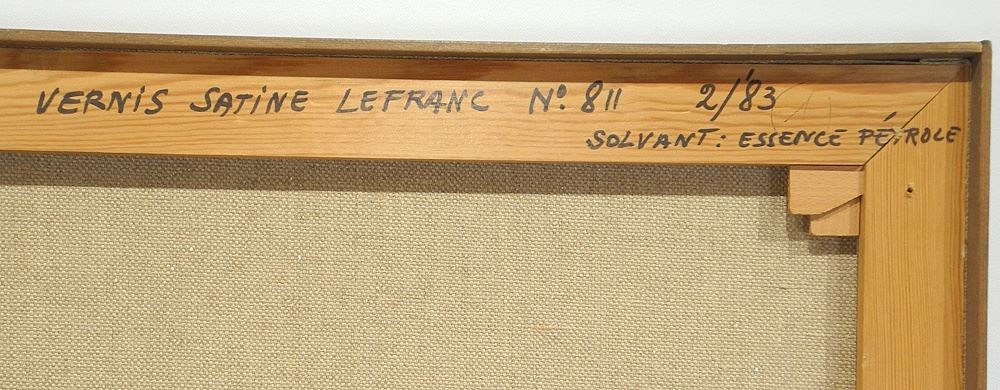 VERNIS SATINE LEFRANC N° 811 2/'83
SOLVANT: ESSENCE PÉTROLE